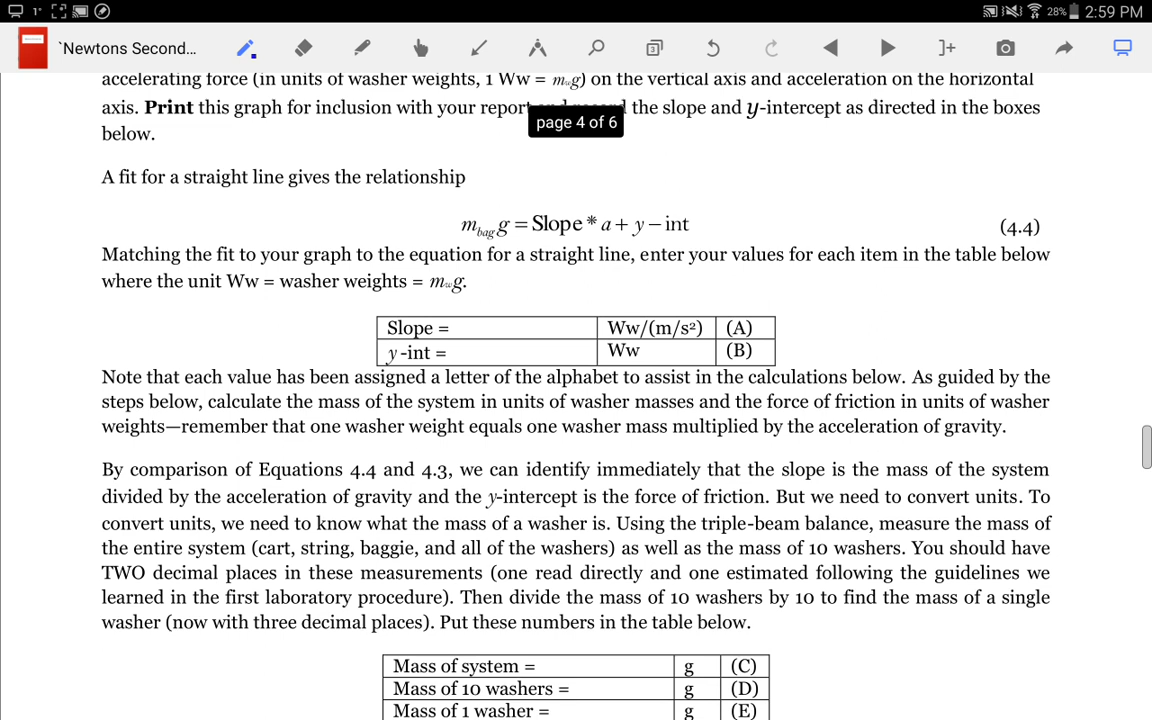 1° 28% 2:59 PM
`Newtons Second... 3 ]+
accelerating force (in units of washer weights, 1 Ww = mwg) on the vertical axis and acceleration on the horizontal
axis. Print this graph for inclusion with your report the slope and y-intercept as directed in the boxes
page 4 of 6
below.
A fit for a straight line gives the relationship
mbag g = Slope * a + y − int (4.4)
Matching the fit to your graph to the equation for a straight line, enter your values for each item in the table below
where the unit Ww = washer weights = mwg.
Slope = Ww/(m/s²) (A)
y -int = Ww (B)
Note that each value has been assigned a letter of the alphabet to assist in the calculations below. As guided by the
steps below, calculate the mass of the system in units of washer masses and the force of friction in units of washer
weights—remember that one washer weight equals one washer mass multiplied by the acceleration of gravity.
By comparison of Equations 4.4 and 4.3, we can identify immediately that the slope is the mass of the system
divided by the acceleration of gravity and the y-intercept is the force of friction. But we need to convert units. To
convert units, we need to know what the mass of a washer is. Using the triple-beam balance, measure the mass of
the entire system (cart, string, baggie, and all of the washers) as well as the mass of 10 washers. You should have
TWO decimal places in these measurements (one read directly and one estimated following the guidelines we
learned in the first laboratory procedure). Then divide the mass of 10 washers by 10 to find the mass of a single
washer (now with three decimal places). Put these numbers in the table below.
Mass of system = g (C)
Mass of 10 washers = g (D)
Mass of 1 washer = g (E)